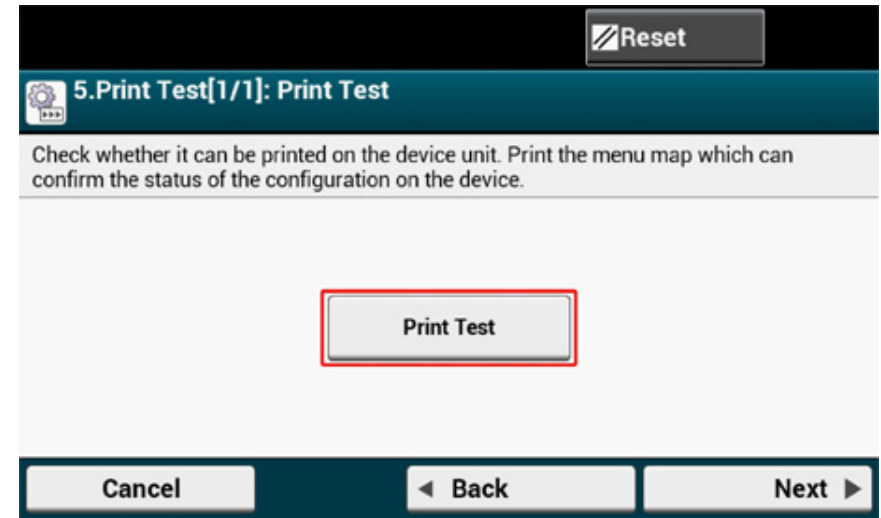 Reset
5.Print Test[1/1]: Print Test
Check whether it can be printed on the device unit. Print the menu map which can
confirm the status of the configuration on the device.
Print Test
Cancel
Back
Next